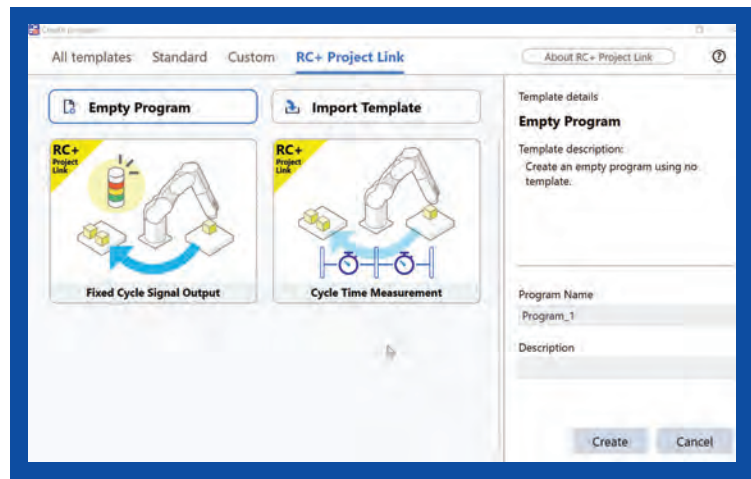 Create program
All templates Standard Custom RC+ Project Link
About RC+ Project Link
Empty Program
Import Template
RC+
Project
Link
Fixed Cycle Signal Output
RC+
Project
Link
Cycle Time Measurement
Template details
Empty Program
Template description:
Create an empty program using no
template.
Program Name
Program_1
Description
Create Cancel